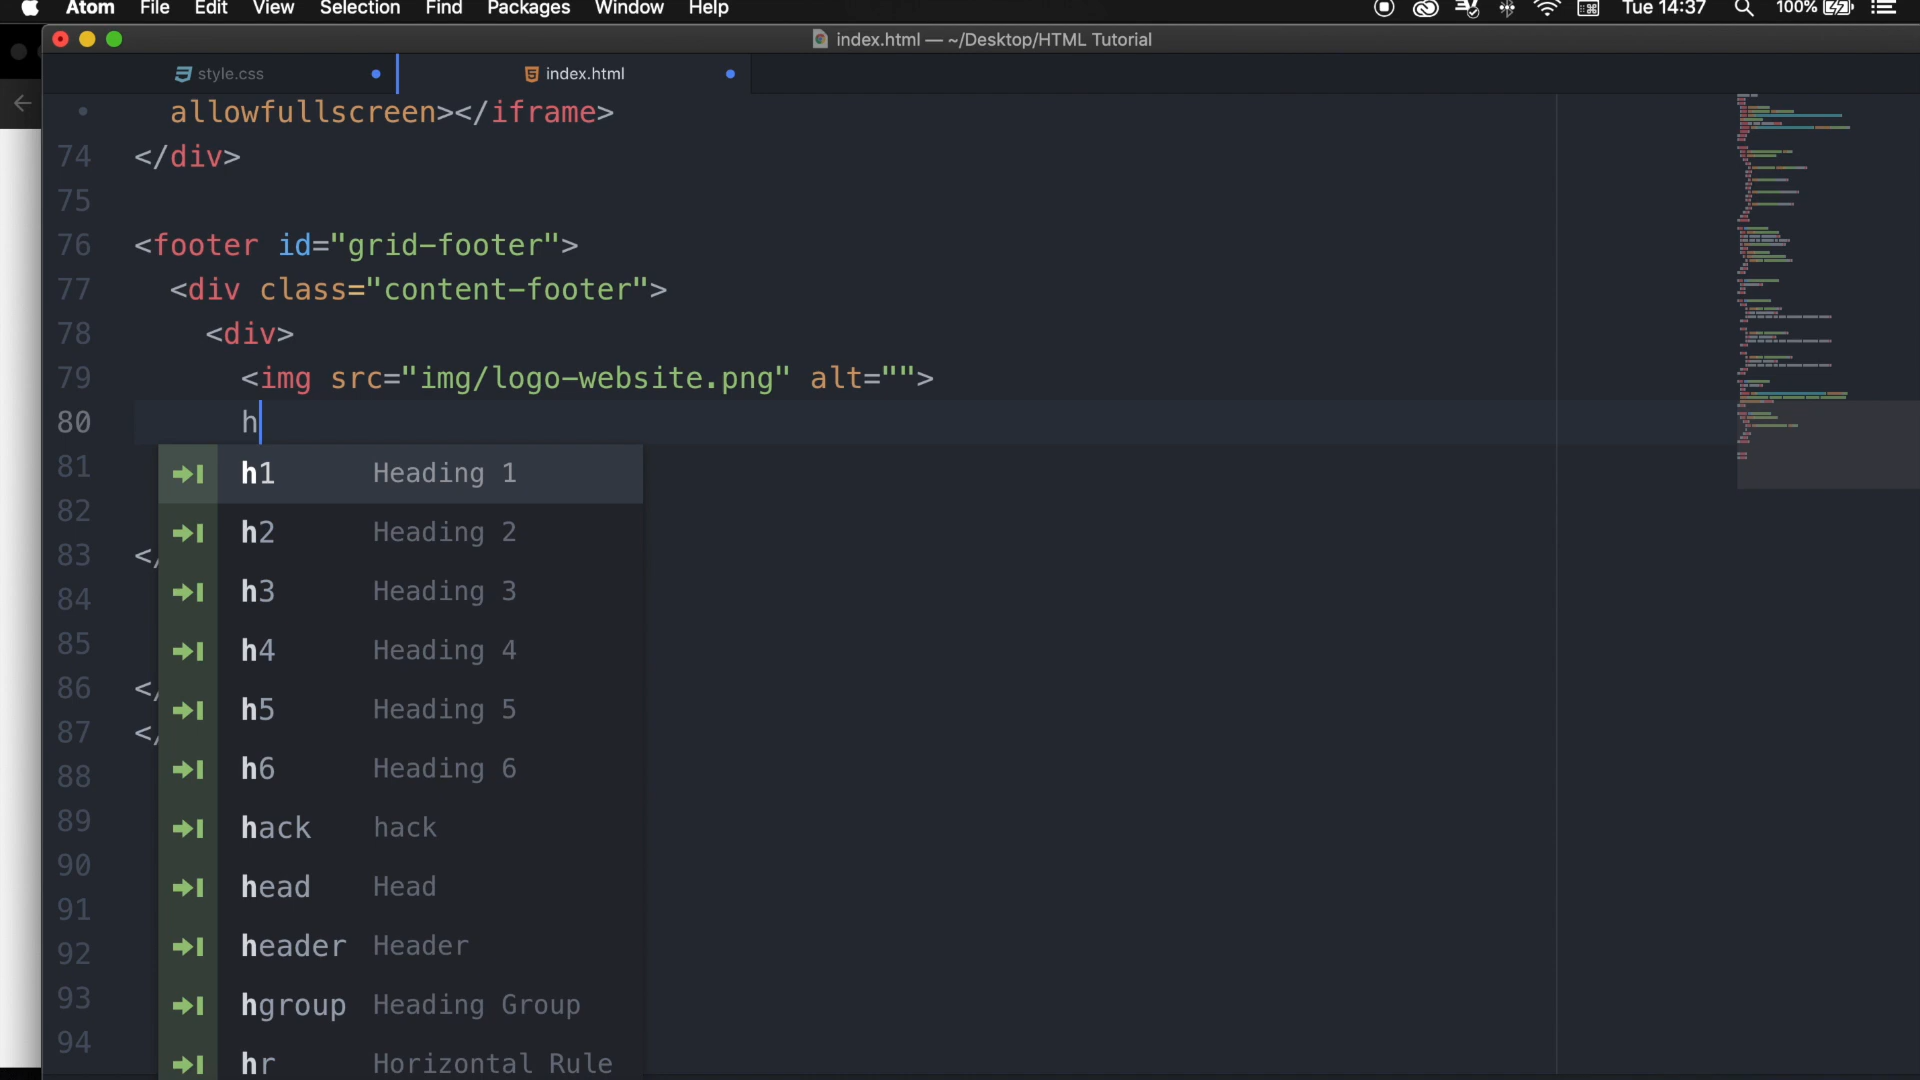 Atom File Edit View Selection Find Packages Window Help Tue 14:37 100%
index.html — ~/Desktop/HTML Tutorial
style.css index.html
allowfullscreen></iframe>
74 </div>
75
76 <footer id="grid-footer">
77 <div class="content-footer">
78 <div>
79 <img src="img/logo-website.png" alt="">
80 h
81 h1 Heading 1
82 h2 Heading 2
83 </
84 h3 Heading 3
85 h4 Heading 4
86 </
h5 Heading 5
87 </
88 h6 Heading 6
89 hack hack
90 head Head
91
92 header Header
93 hgroup Heading Group
94 hr Horizontal Rule